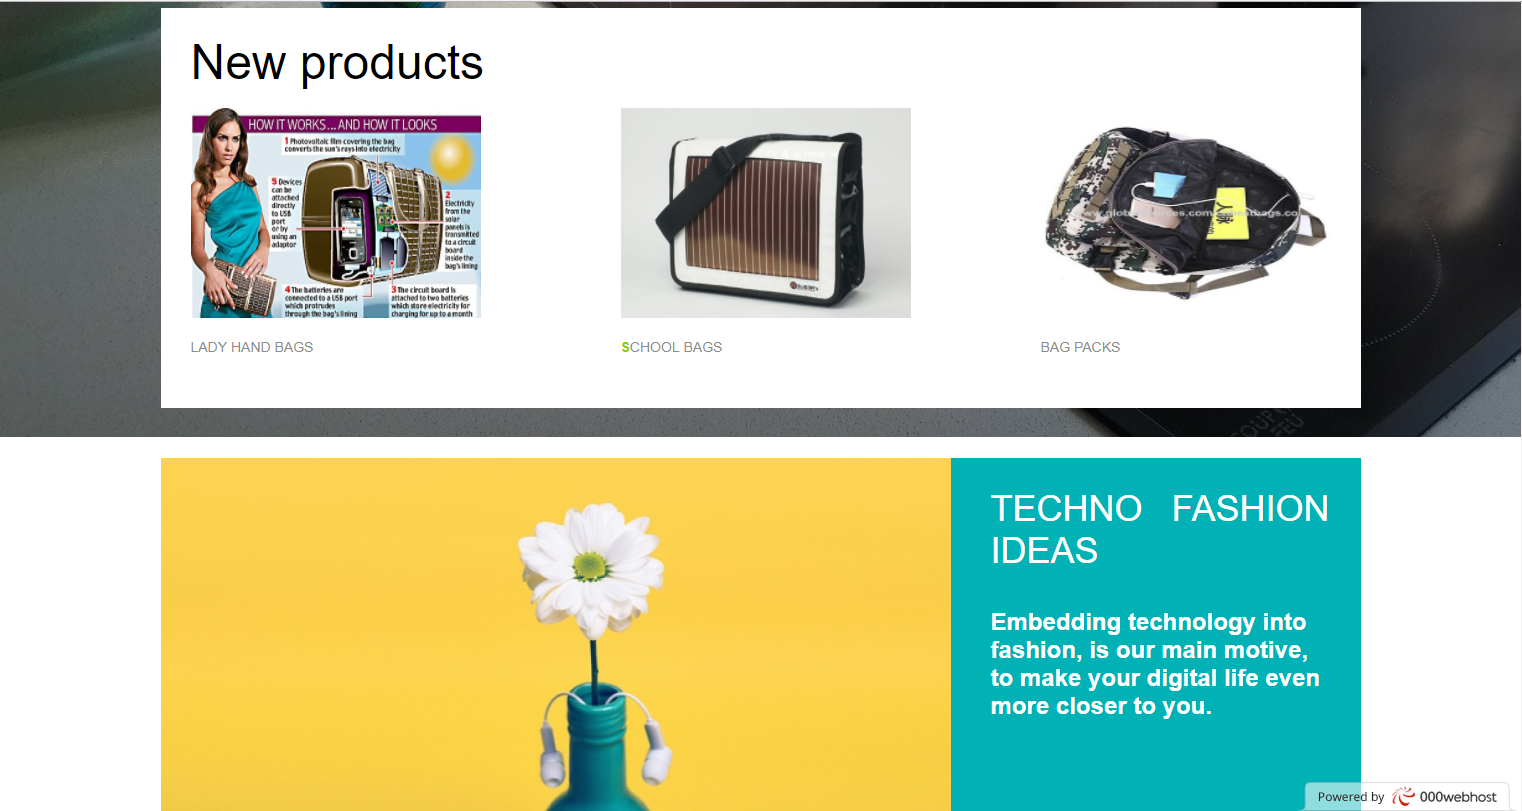 New products
HOW IT WORKS...AND HOW IT LOOKS
1 Photovoltaic film covering the bag
converts the sun's rays into electricity
5 Devices
can be
attached
directly
to USB
port
or by
using an
adaptor
2
Electricity
from the
solar
panels is
transmitted
to a circuit
board
inside the
bag's lining
4 The batteries are
connected to a USB port
which protrudes
through the bag's lining
3 The circuit board is
attached to two batteries
which store electricity for
charging for up to a month
LADY HAND BAGS
SCHOOL BAGS
BAG PACKS
TECHNO FASHION
IDEAS
Embedding technology into
fashion, is our main motive,
to make your digital life even
more closer to you.
Powered by 000webhost